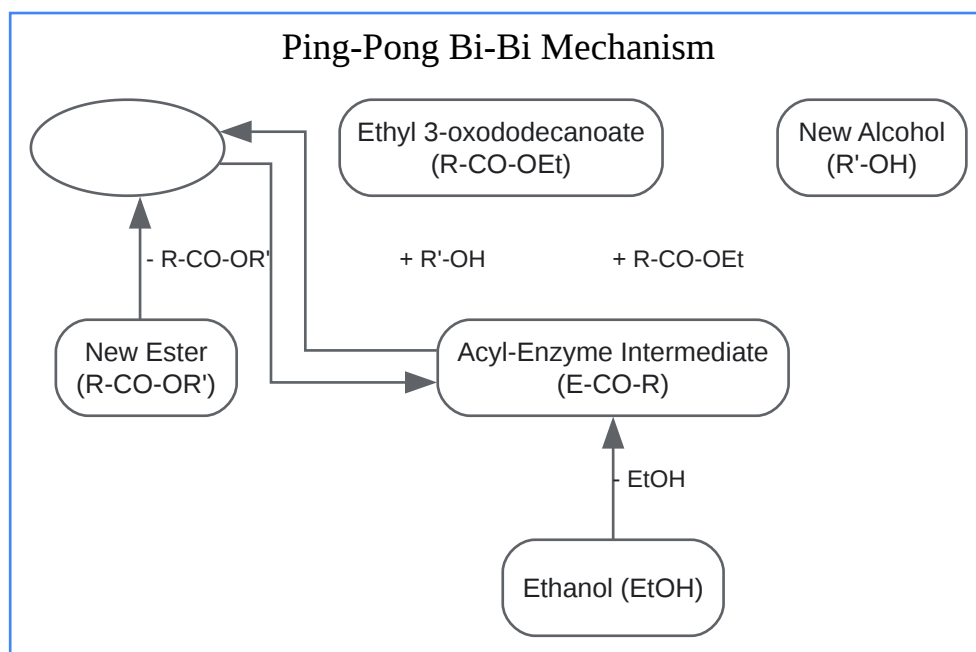 Ping-Pong Bi-Bi Mechanism
Ethyl 3-oxododecanoate
(R-CO-OEt)
New Alcohol
(R'-OH)
- R-CO-OR'
+ R'-OH
+ R-CO-OEt
New Ester
(R-CO-OR')
Acyl-Enzyme Intermediate
(E-CO-R)
- EtOH
Ethanol (EtOH)